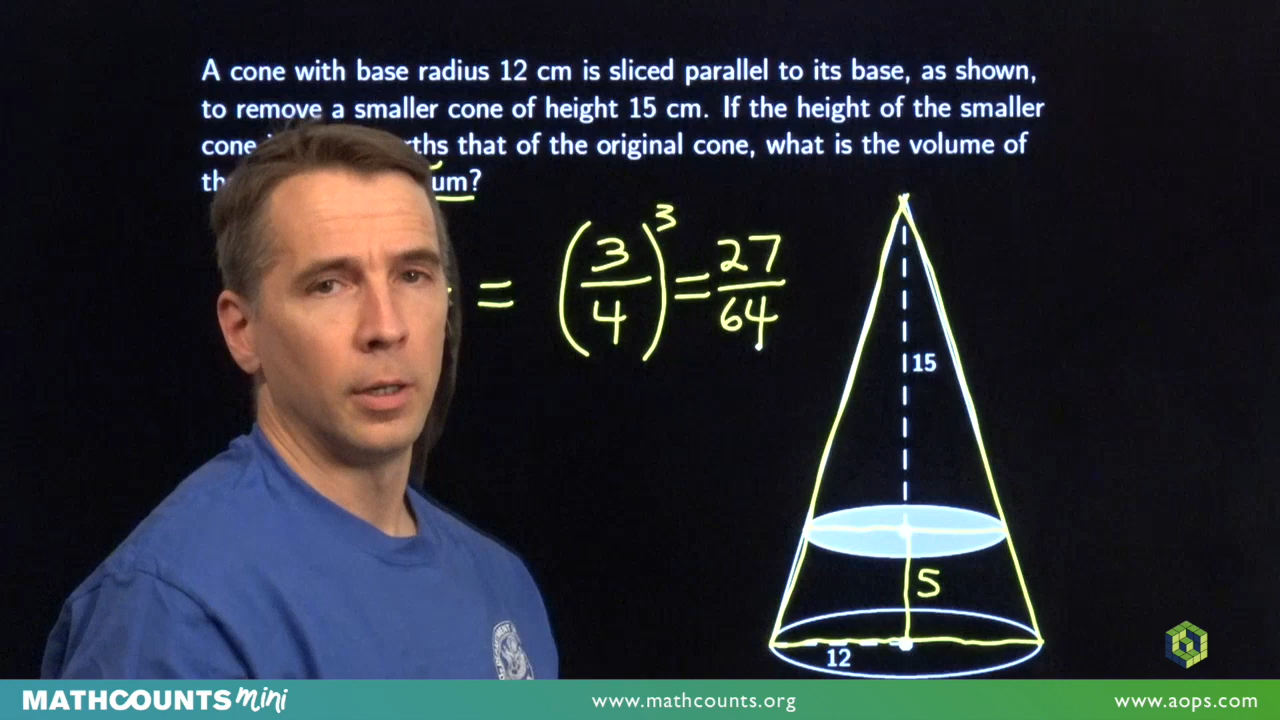 A cone with base radius 12 cm is sliced parallel to its base, as shown,
to remove a smaller cone of height 15 cm. If the height of the smaller
cone that of the original cone, what is the volume of
um?
= (3/4)^3 = 27/64
15
5
12
MATHCOUNTS mini
www.mathcounts.org
www.aops.com